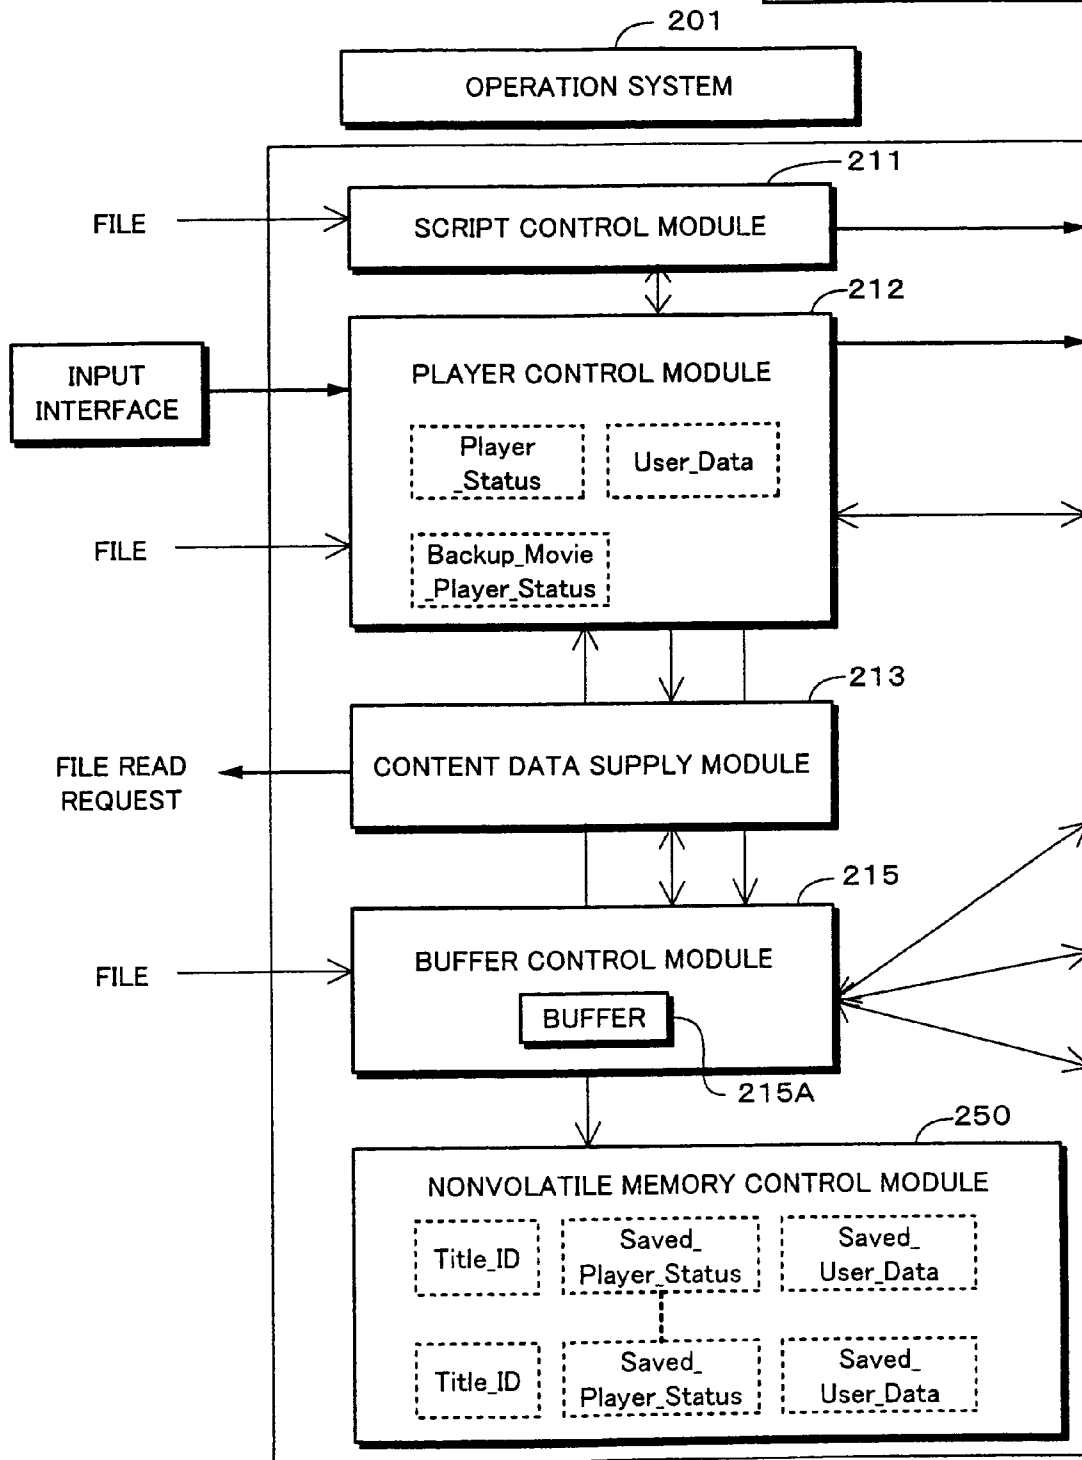 201
OPERATION SYSTEM
211
FILE
SCRIPT CONTROL MODULE
212
INPUT
INTERFACE
PLAYER CONTROL MODULE
Player
_Status
User_Data
FILE
Backup_Movie
_Player_Status
213
FILE READ
REQUEST
CONTENT DATA SUPPLY MODULE
215
FILE
BUFFER CONTROL MODULE
BUFFER
215A
250
NONVOLATILE MEMORY CONTROL MODULE
Title_ID
Saved_
Player_Status
Saved_
User_Data
Title_ID
Saved_
Player_Status
Saved_
User_Data